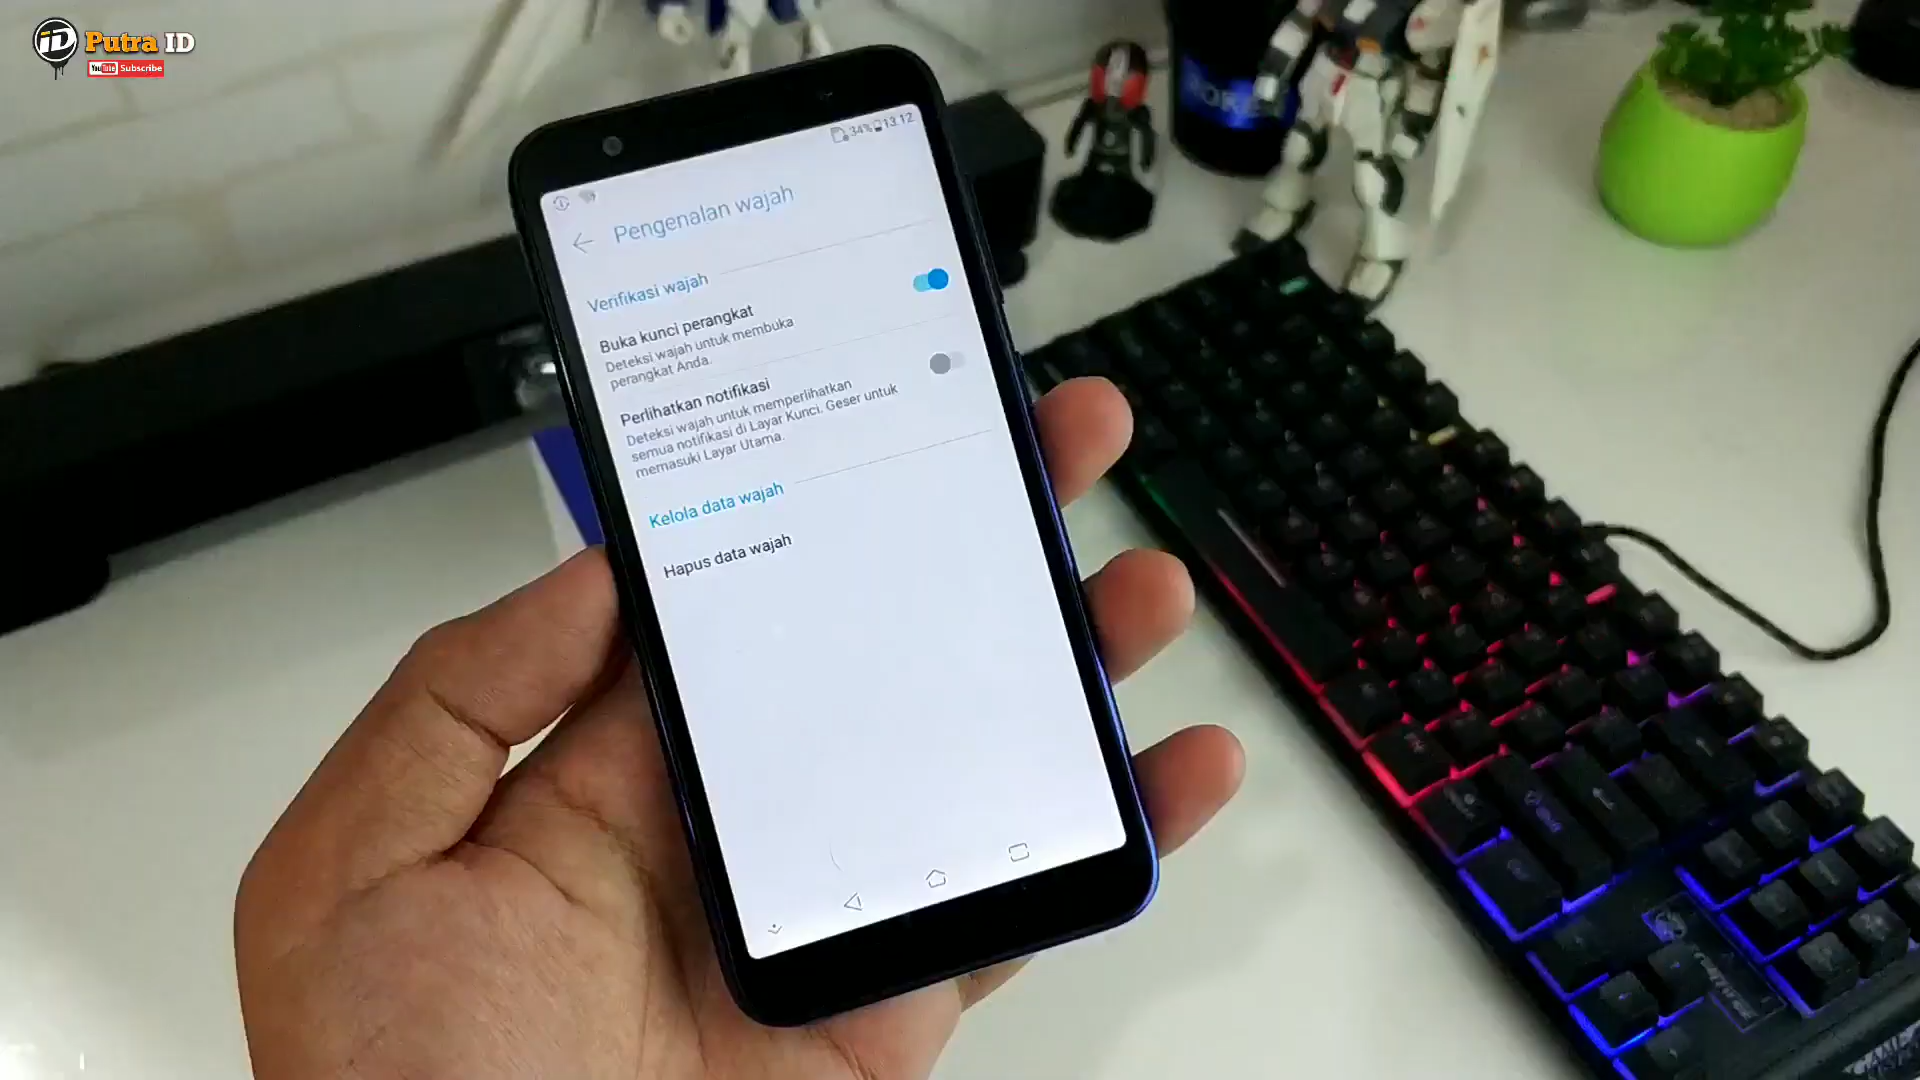 iD Putra ID
YouTube Subscribe
34% 13.12
Pengenalan wajah
Verifikasi wajah
Buka kunci perangkat
Deteksi wajah untuk membuka
perangkat Anda.
Perlihatkan notifikasi
Deteksi wajah untuk memperlihatkan
semua notifikasi di Layar Kunci. Geser untuk
memasuki Layar Utama.
Kelola data wajah
Hapus data wajah